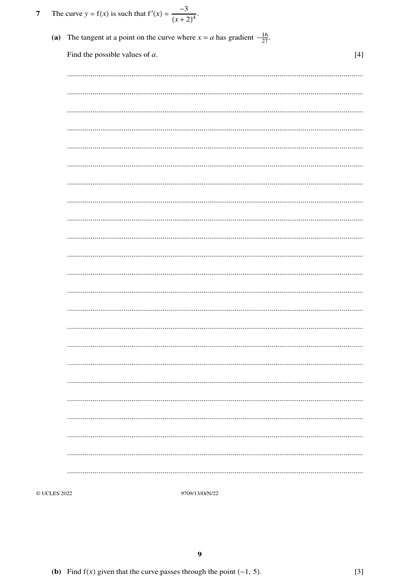 7 The curve y = f(x) is such that f′(x) = −3/(x + 2)⁴.
(a) The tangent at a point on the curve where x = a has gradient −16/27.
Find the possible values of a. [4]
© UCLES 2022 9709/13/O/N/22
9
(b) Find f(x) given that the curve passes through the point (−1, 5). [3]